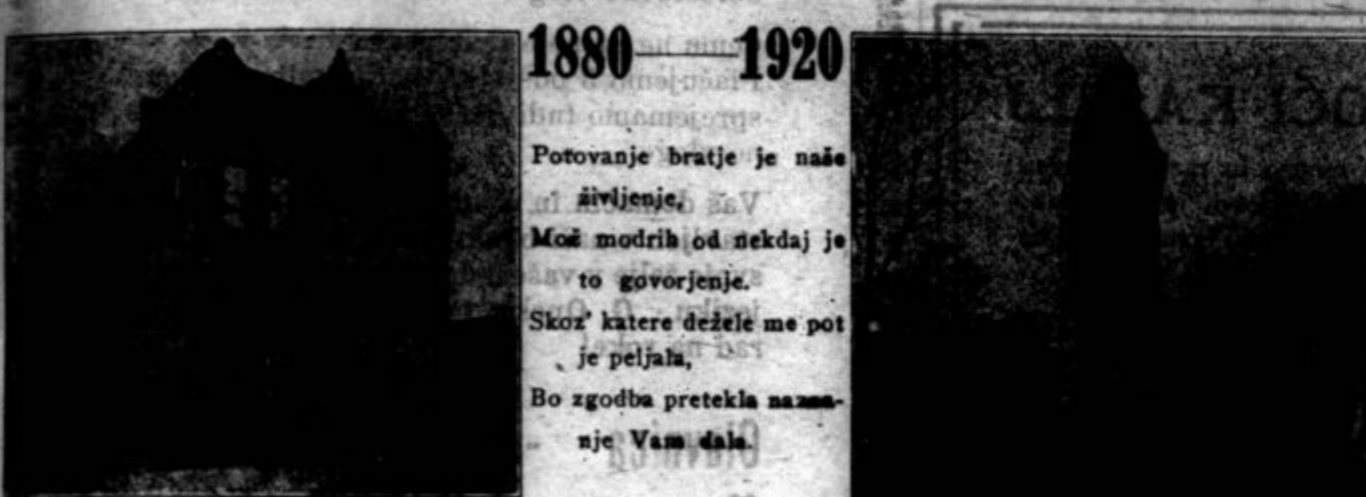 1880—1920
Potovanje bratje je naše
življenje,
Mož modrih od nekdaj je
to govorjenje.
Skoz' katere dežele me pot
je peljala,
Bo zgodba pretekla nazna-
nje Vam dala.